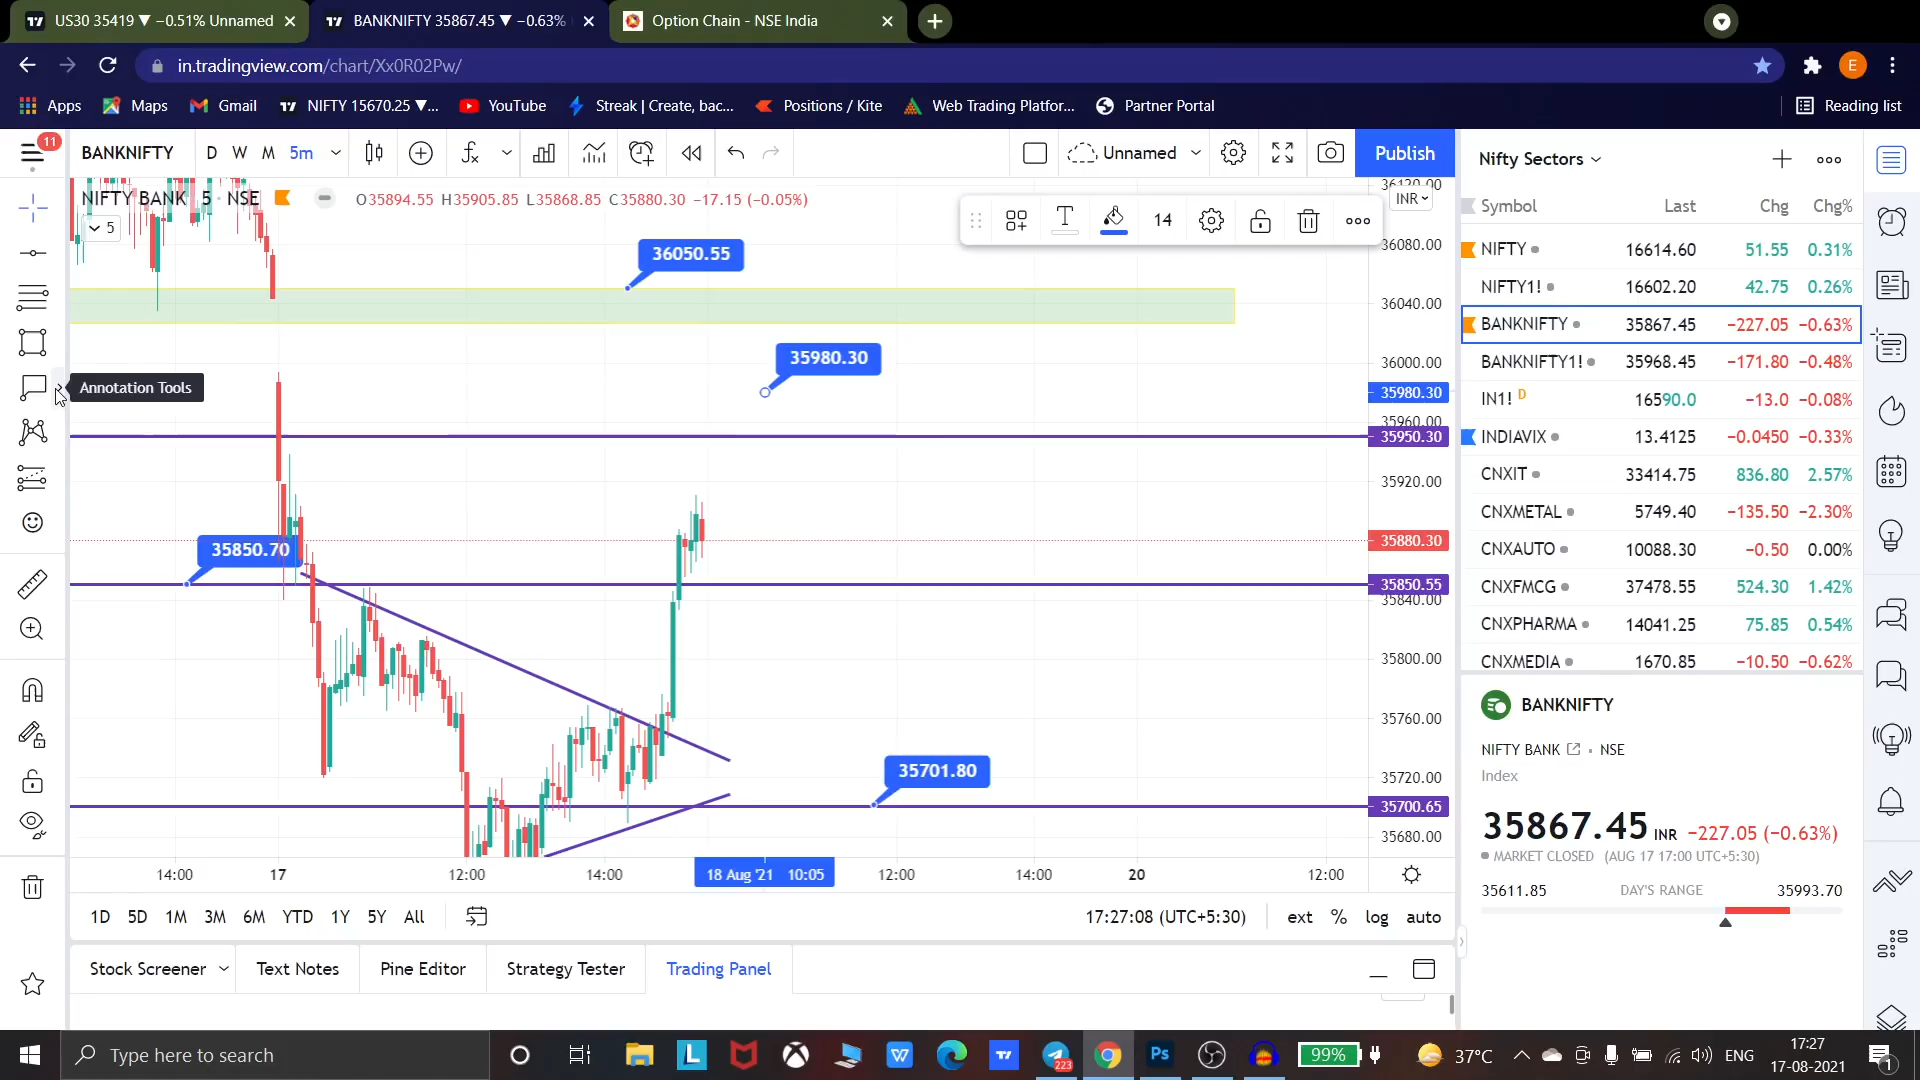 US30 35419 ▼ −0.51% Unnamed
BANKNIFTY 35867.45 ▼ −0.63%
Option Chain - NSE India
in.tradingview.com/chart/Xx0R02Pw/
E
Apps
Maps
Gmail
NIFTY 15670.25 ▼...
YouTube
Streak | Create, bac...
Positions / Kite
Web Trading Platfor...
Partner Portal
Reading list
11
BANKNIFTY
D
W
M
5m
Unnamed
Publish
Nifty Sectors
NIFTY BANK 5 · NSE
O35894.55 H35905.85 L35868.85 C35880.30 −17.15 (−0.05%)
5
14
INR
Symbol Last Chg Chg%
NIFTY 16614.60 51.55 0.31%
NIFTY1! 16602.20 42.75 0.26%
BANKNIFTY 35867.45 −227.05 −0.63%
BANKNIFTY1! 35968.45 −171.80 −0.48%
IN1! D 16590.0 −13.0 −0.08%
INDIAVIX 13.4125 −0.0450 −0.33%
CNXIT 33414.75 836.80 2.57%
CNXMETAL 5749.40 −135.50 −2.30%
CNXAUTO 10088.30 −0.50 0.00%
CNXFMCG 37478.55 524.30 1.42%
CNXPHARMA 14041.25 75.85 0.54%
CNXMEDIA 1670.85 −10.50 −0.62%
36050.55
35980.30
Annotation Tools
35850.70
35701.80
36120.00
36080.00
36040.00
36000.00
35980.30
35960.00
35950.30
35920.00
35880.30
35850.55
35840.00
35800.00
35760.00
35720.00
35700.65
35680.00
14:00
17
12:00
14:00
18 Aug '21 10:05
12:00
14:00
20
12:00
BANKNIFTY
NIFTY BANK · NSE
Index
35867.45 INR −227.05 (−0.63%)
MARKET CLOSED (AUG 17 17:00 UTC+5:30)
35611.85 DAY'S RANGE 35993.70
1D 5D 1M 3M 6M YTD 1Y 5Y All
17:27:08 (UTC+5:30)
ext % log auto
Stock Screener
Text Notes
Pine Editor
Strategy Tester
Trading Panel
Type here to search
223
Ps
99%
37°C
ENG
17:27
17-08-2021
1